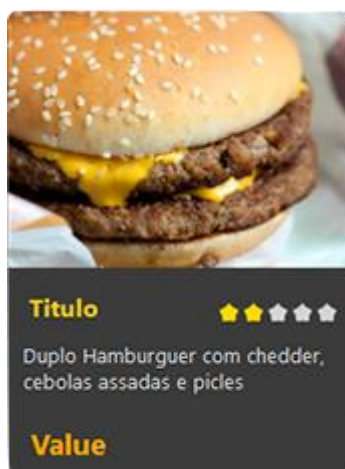 Titulo
Duplo Hamburguer com chedder,
cebolas assadas e picles
Value